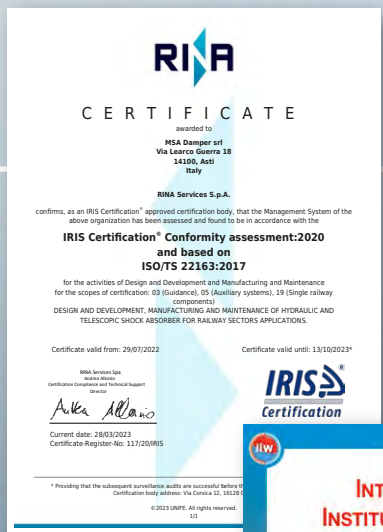 RINA
CERTIFICATE
awarded to
MSA Damper srl
Via Learco Guerra 18
14100, Asti
Italy
RINA Services S.p.A.
confirms, as an IRIS Certification® approved certification body, that the Management System of the
above organization has been assessed and found to be in accordance with the
IRIS Certification® Conformity assessment:2020
and based on
ISO/TS 22163:2017
for the activities of Design and Development and Manufacturing and Maintenance
for the scopes of certification: 03 (Guidance), 05 (Auxiliary systems), 19 (Single railway
components)
DESIGN AND DEVELOPMENT, MANUFACTURING AND MAINTENANCE OF HYDRAULIC AND
TELESCOPIC SHOCK ABSORBER FOR RAILWAY SECTORS APPLICATIONS.
Certificate valid from: 29/07/2022 Certificate valid until: 13/10/2023*
RINA Services Spa
Andrea Alloisio
Certification Compliance and Technical Support
Director
IRIS
Certification
Current date: 28/03/2023
Certificate-Register-No: 117/20/IRIS
* Providing that the subsequent surveillance audits are successful before
Certification body address: Via Corsica 12, 16128
©2023 UNIFE. All rights reserved.
1/1
iiw
INT
INSTIT